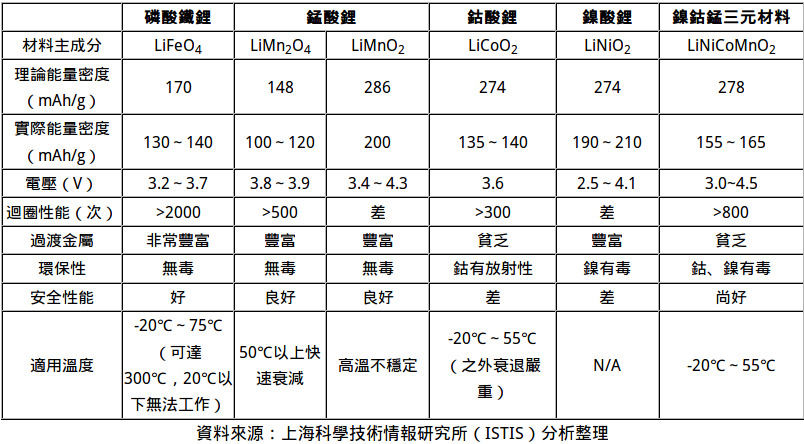 磷酸鐵鋰 錳酸鋰 鈷酸鋰 鎳酸鋰 鎳鈷錳三元材料
材料主成分 LiFeO4 LiMn2O4 LiMnO2 LiCoO2 LiNiO2 LiNiCoMnO2
理論能量密度
（mAh/g） 170 148 286 274 274 278
實際能量密度
（mAh/g） 130～140 100～120 200 135～140 190～210 155～165
電壓（V） 3.2～3.7 3.8～3.9 3.4～4.3 3.6 2.5～4.1 3.0~4.5
迴圈性能（次） >2000 >500 差 >300 差 >800
過渡金屬 非常豐富 豐富 豐富 貧乏 豐富 貧乏
環保性 無毒 無毒 無毒 鈷有放射性 鎳有毒 鈷、鎳有毒
安全性能 好 良好 良好 差 差 尚好
適用溫度
-20℃～75℃
（可達
300℃，20℃以
下無法工作）
50℃以上快
速衰減
高溫不穩定
-20℃～55℃
（之外衰退嚴
重）
N/A
-20℃～55℃
資料來源：上海科學技術情報研究所（ISTIS）分析整理